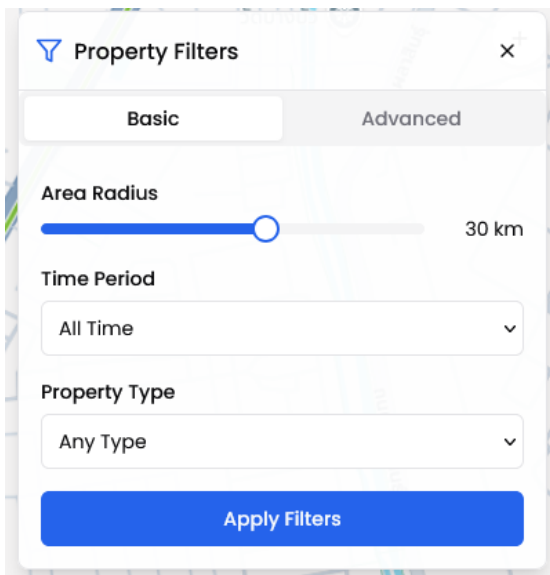 Property Filters
Basic
Advanced
Area Radius
30 km
Time Period
All Time
Property Type
Any Type
Apply Filters